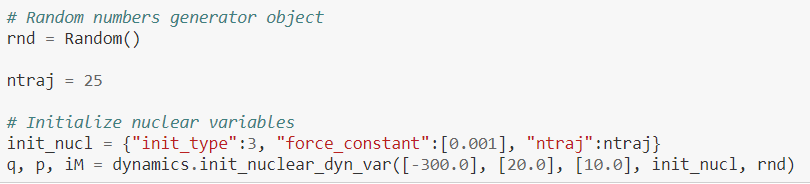 # Random numbers generator object
rnd = Random()
ntraj = 25
# Initialize nuclear variables
init_nucl = {"init_type":3, "force_constant":[0.001], "ntraj":ntraj}
q, p, iM = dynamics.init_nuclear_dyn_var([-300.0], [20.0], [10.0], init_nucl, rnd)